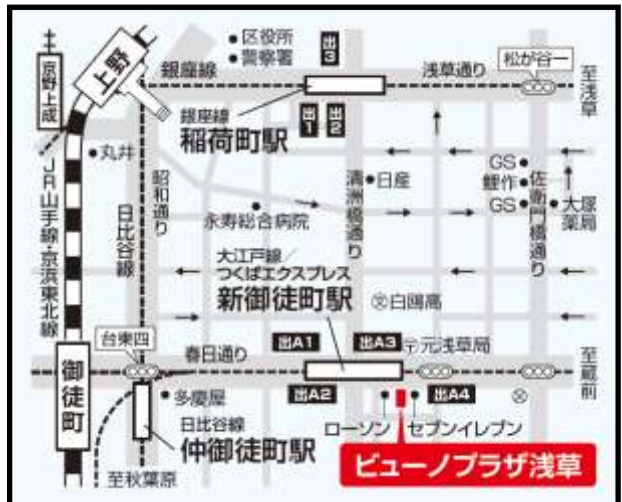 区役所
警察署
出3
上野
京野上成
銀座線
浅草通り
松が谷一
至浅草
銀座線
稲荷町駅
出1
出2
丸井
JR山手線・京浜東北線
日比谷線
昭和通り
永寿総合病院
清洲橋通り
日産
GS
鯉作
GS
佐衛門橋通り
大塚薬局
大江戸線/
つくばエクスプレス
新御徒町駅
文白鴎高
台東四
春日通り
出A1
出A3
〒元浅草局
至蔵前
御徒町
出A2
出A4
多慶屋
日比谷線
仲御徒町駅
ローソン
セブンイレブン
至秋葉原
ビューノプラザ浅草